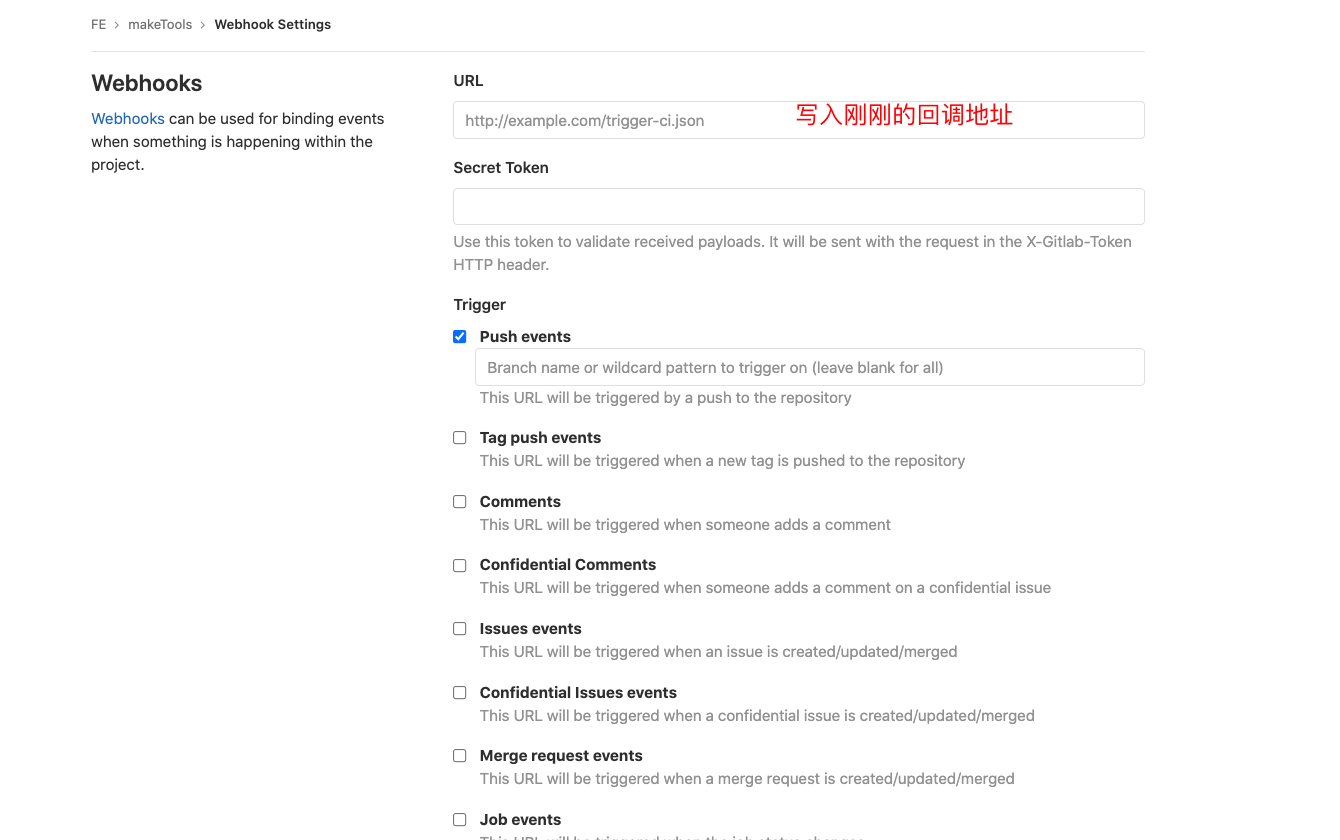 FE > makeTools > Webhook Settings
Webhooks
Webhooks can be used for binding events
when something is happening within the
project.
URL
http://example.com/trigger-ci.json
写入刚刚的回调地址
Secret Token
Use this token to validate received payloads. It will be sent with the request in the X-Gitlab-Token
HTTP header.
Trigger
Push events
Branch name or wildcard pattern to trigger on (leave blank for all)
This URL will be triggered by a push to the repository
Tag push events
This URL will be triggered when a new tag is pushed to the repository
Comments
This URL will be triggered when someone adds a comment
Confidential Comments
This URL will be triggered when someone adds a comment on a confidential issue
Issues events
This URL will be triggered when an issue is created/updated/merged
Confidential Issues events
This URL will be triggered when a confidential issue is created/updated/merged
Merge request events
This URL will be triggered when a merge request is created/updated/merged
Job events